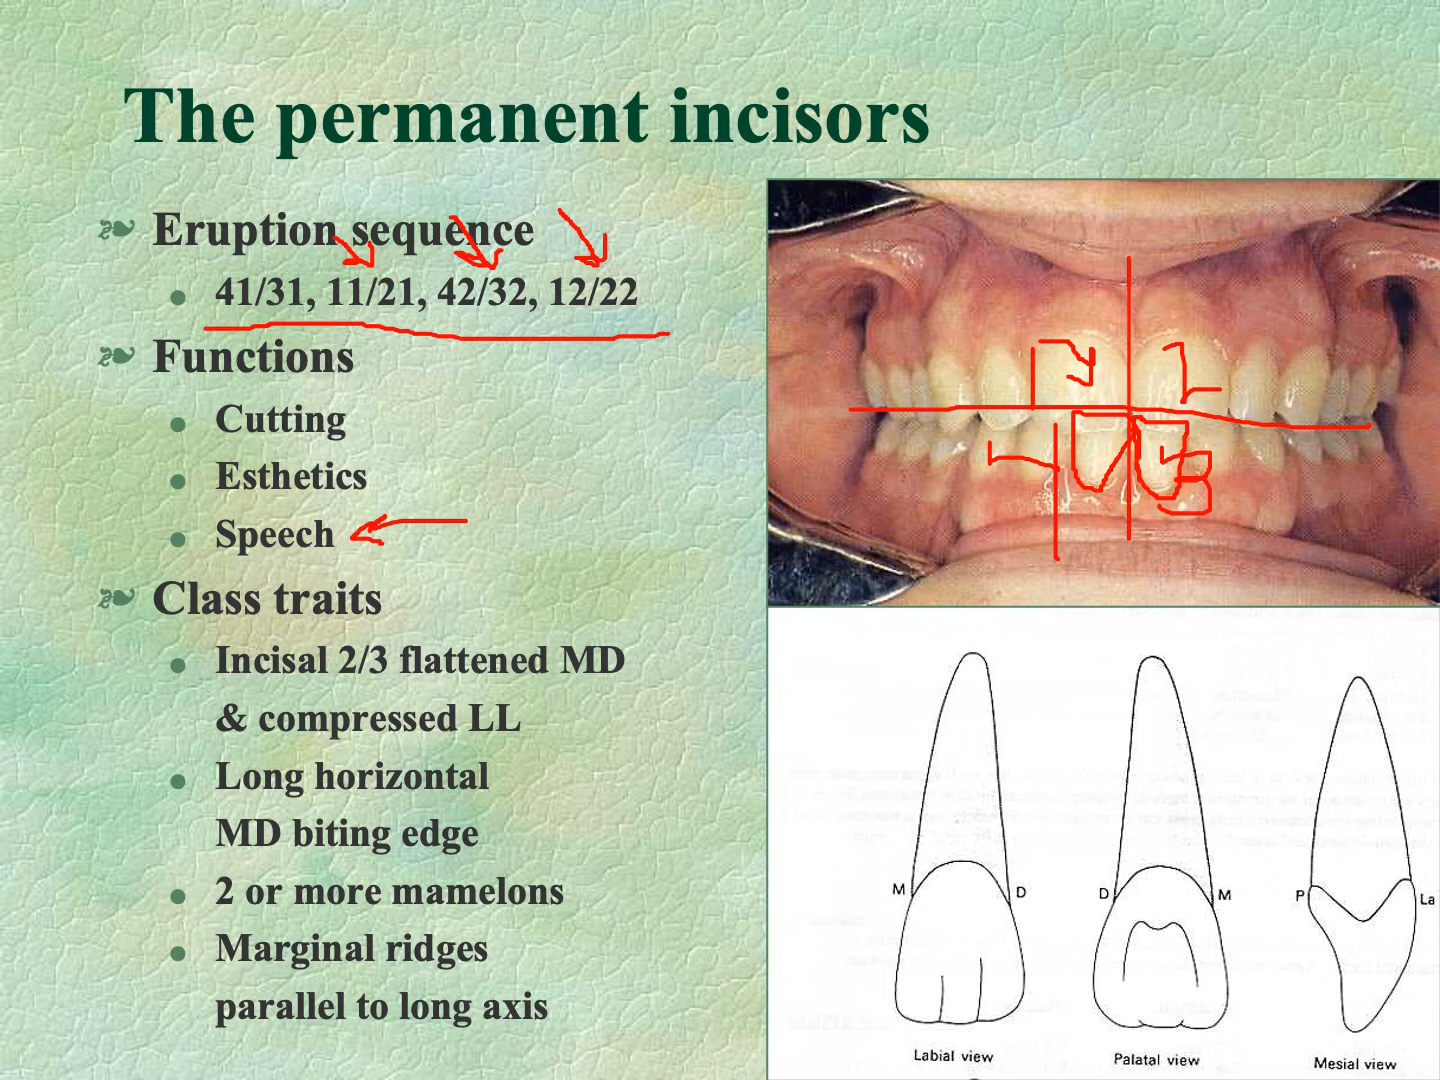 The permanent incisors
Eruption sequence
41/31, 11/21, 42/32, 12/22
Functions
Cutting
Esthetics
Speech
Class traits
Incisal 2/3 flattened MD
& compressed LL
Long horizontal
MD biting edge
2 or more mamelons
Marginal ridges
parallel to long axis
M D D M P La
Labial view Palatal view Mesial view